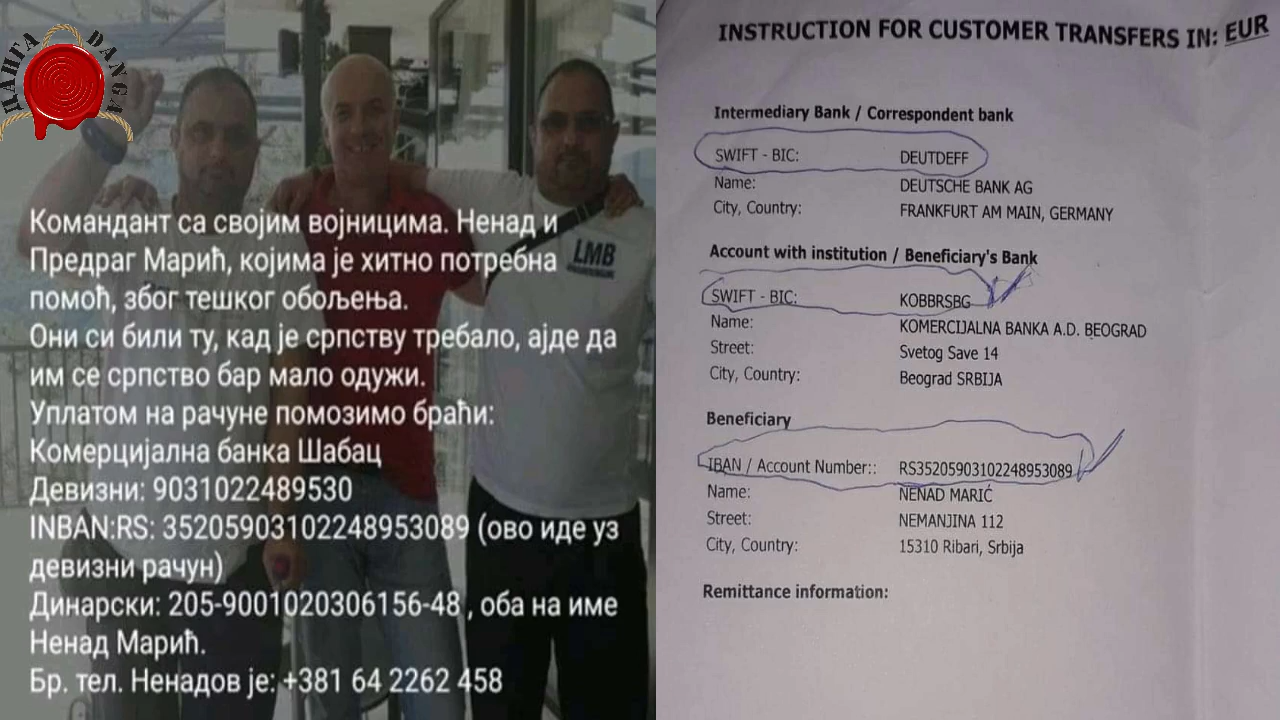 ДАНГА DANGA
LMB
Командант са својим војницима. Ненад и
Предраг Марић, којима је хитно потребна
помоћ, због тешког обољења.
Они си били ту, кад је српству требало, ајде да
им се српство бар мало одужи.
Уплатом на рачуне помозимо браћи:
Комерцијална банка Шабац
Девизни: 9031022489530
INBAN:RS: 35205903102248953089 (ово иде уз
девизни рачун)
Динарски: 205-9001020306156-48 , оба на име
Ненад Марић.
Бр. тел. Ненадов је: +381 64 2262 458
INSTRUCTION FOR CUSTOMER TRANSFERS IN: EUR
Intermediary Bank / Correspondent bank
SWIFT - BIC: DEUTDEFF
Name: DEUTSCHE BANK AG
City, Country: FRANKFURT AM MAIN, GERMANY
Account with institution / Beneficiary's Bank
SWIFT - BIC: KOBBRSBG
Name: KOMERCIJALNA BANKA A.D. BEOGRAD
Street: Svetog Save 14
City, Country: Beograd SRBIJA
Beneficiary
IBAN / Account Number:: RS35205903102248953089
Name: NENAD MARIĆ
Street: NEMANJINA 112
City, Country: 15310 Ribari, Srbija
Remittance information: